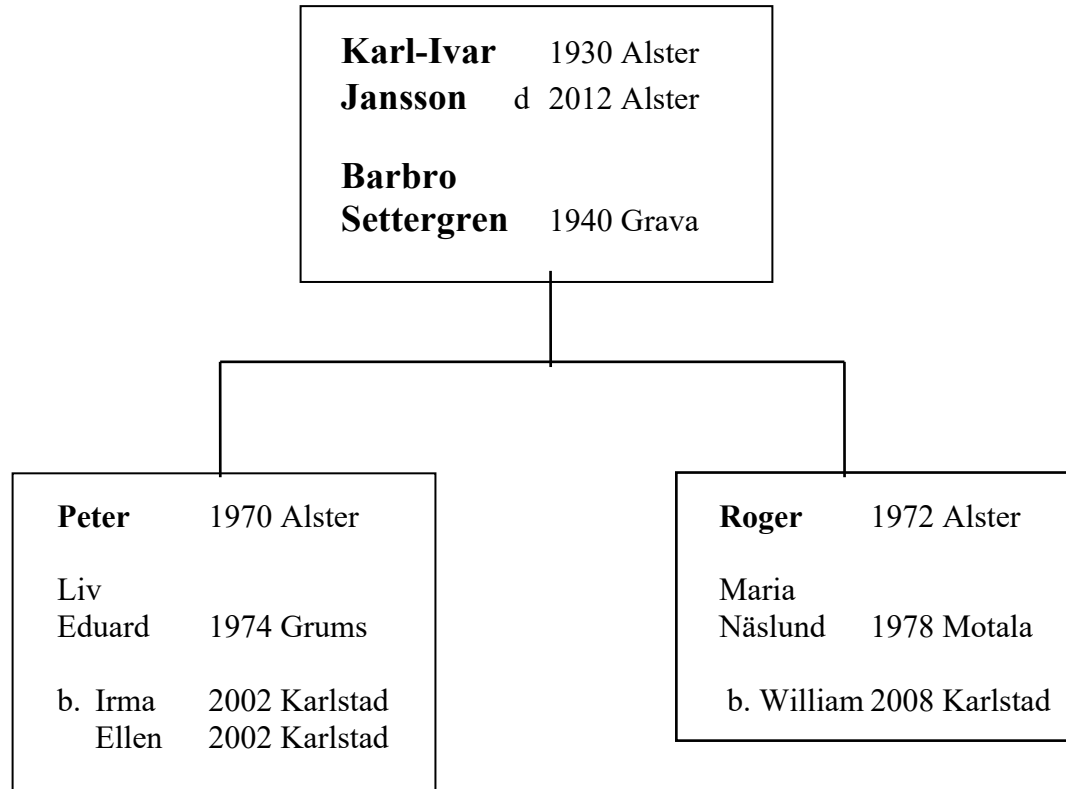 Karl-Ivar 1930 Alster
Jansson d 2012 Alster
Barbro
Settergren 1940 Grava
Peter 1970 Alster
Liv
Eduard 1974 Grums
b. Irma 2002 Karlstad
Ellen 2002 Karlstad
Roger 1972 Alster
Maria
Näslund 1978 Motala
b. William 2008 Karlstad